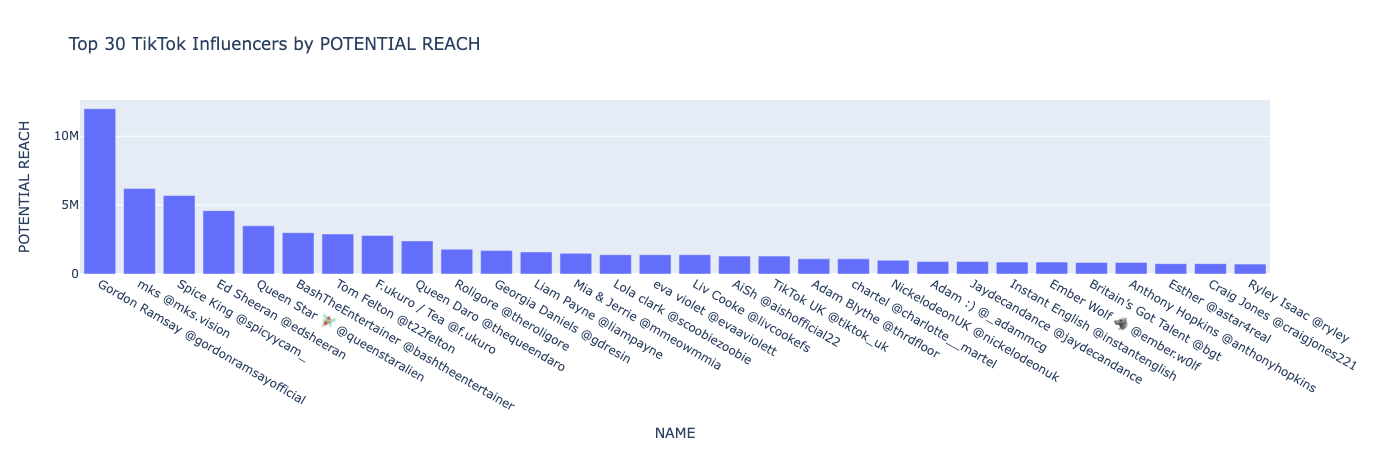 Top 30 TikTok Influencers by POTENTIAL REACH
POTENTIAL REACH
10M
5M
0
Gordon Ramsay @gordonramsayofficial
mks @mks.vision
Spice King @spicyycam_
Ed Sheeran @edsheeran
Queen Star 🧚 @queenstaralien
BashTheEntertainer @bashtheentertainer
Tom Felton @t22felton
F.ukuro / Tea @f.ukuro
Queen Daro @thequeendaro
Roligore @theroligore
Georgia Daniels @gdresin
Liam Payne @liampayne
Mia & Jerrie @mmeowmmia
Lola clark @scoobiezoobie
eva violet @evaaviolett
Liv Cooke @livcookefs
AiSh @aishofficial22
TikTok UK @tiktok_uk
Adam Blythe @thrdfloor
chartel @charlotte__martel
NickelodeonUK @nickelodeonuk
Adam :) @_adammcg
Jaydecandance @jaydecandance
Instant English @instantenglish
Ember Wolf 🐺 @ember.w0lf
Britain's Got Talent @bgt
Anthony Hopkins @anthonyhopkins
Esther @astar4real
Craig Jones @craigjones221
Ryley Isaac @ryley
NAME